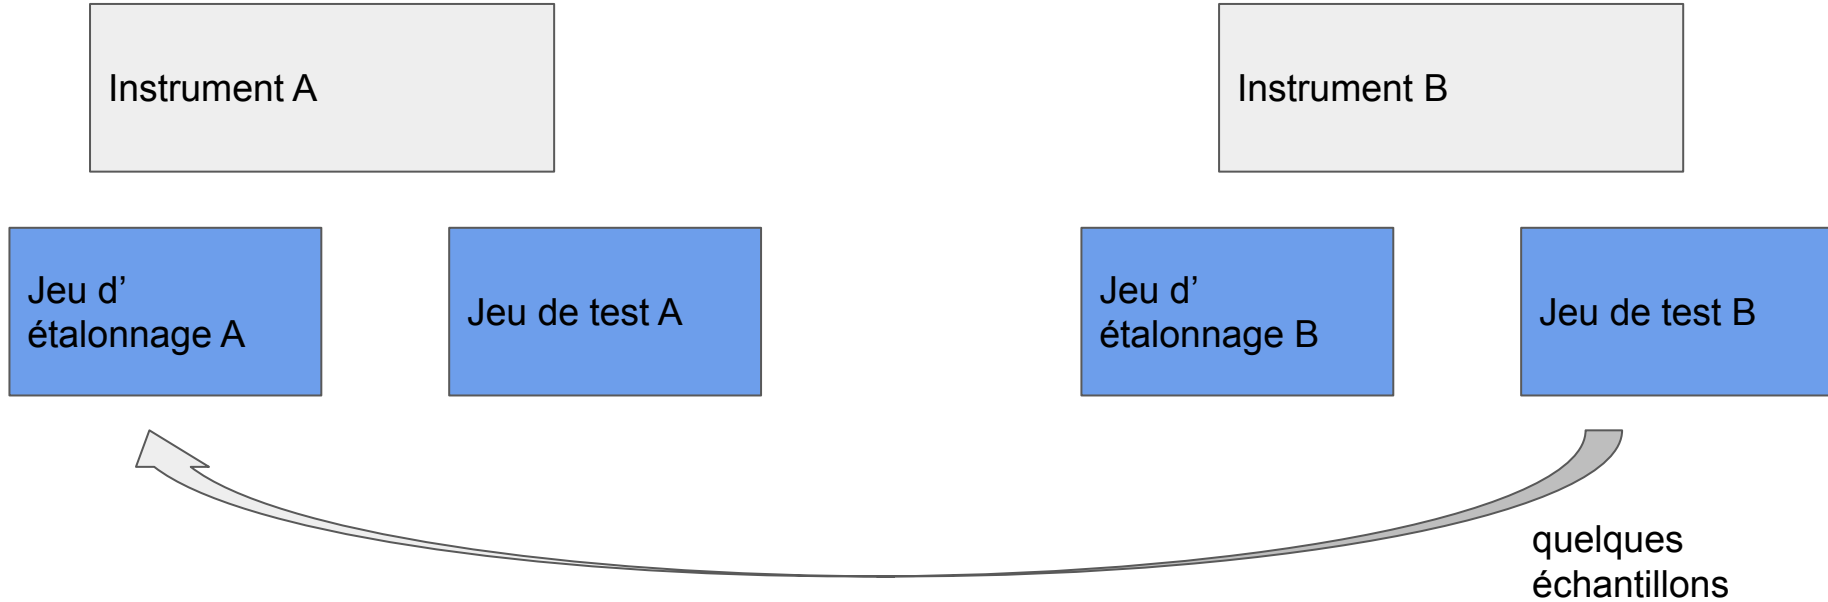 Instrument A
Instrument B
Jeu d’
étalonnage A
Jeu de test A
Jeu d’
étalonnage B
Jeu de test B
quelques
échantillons